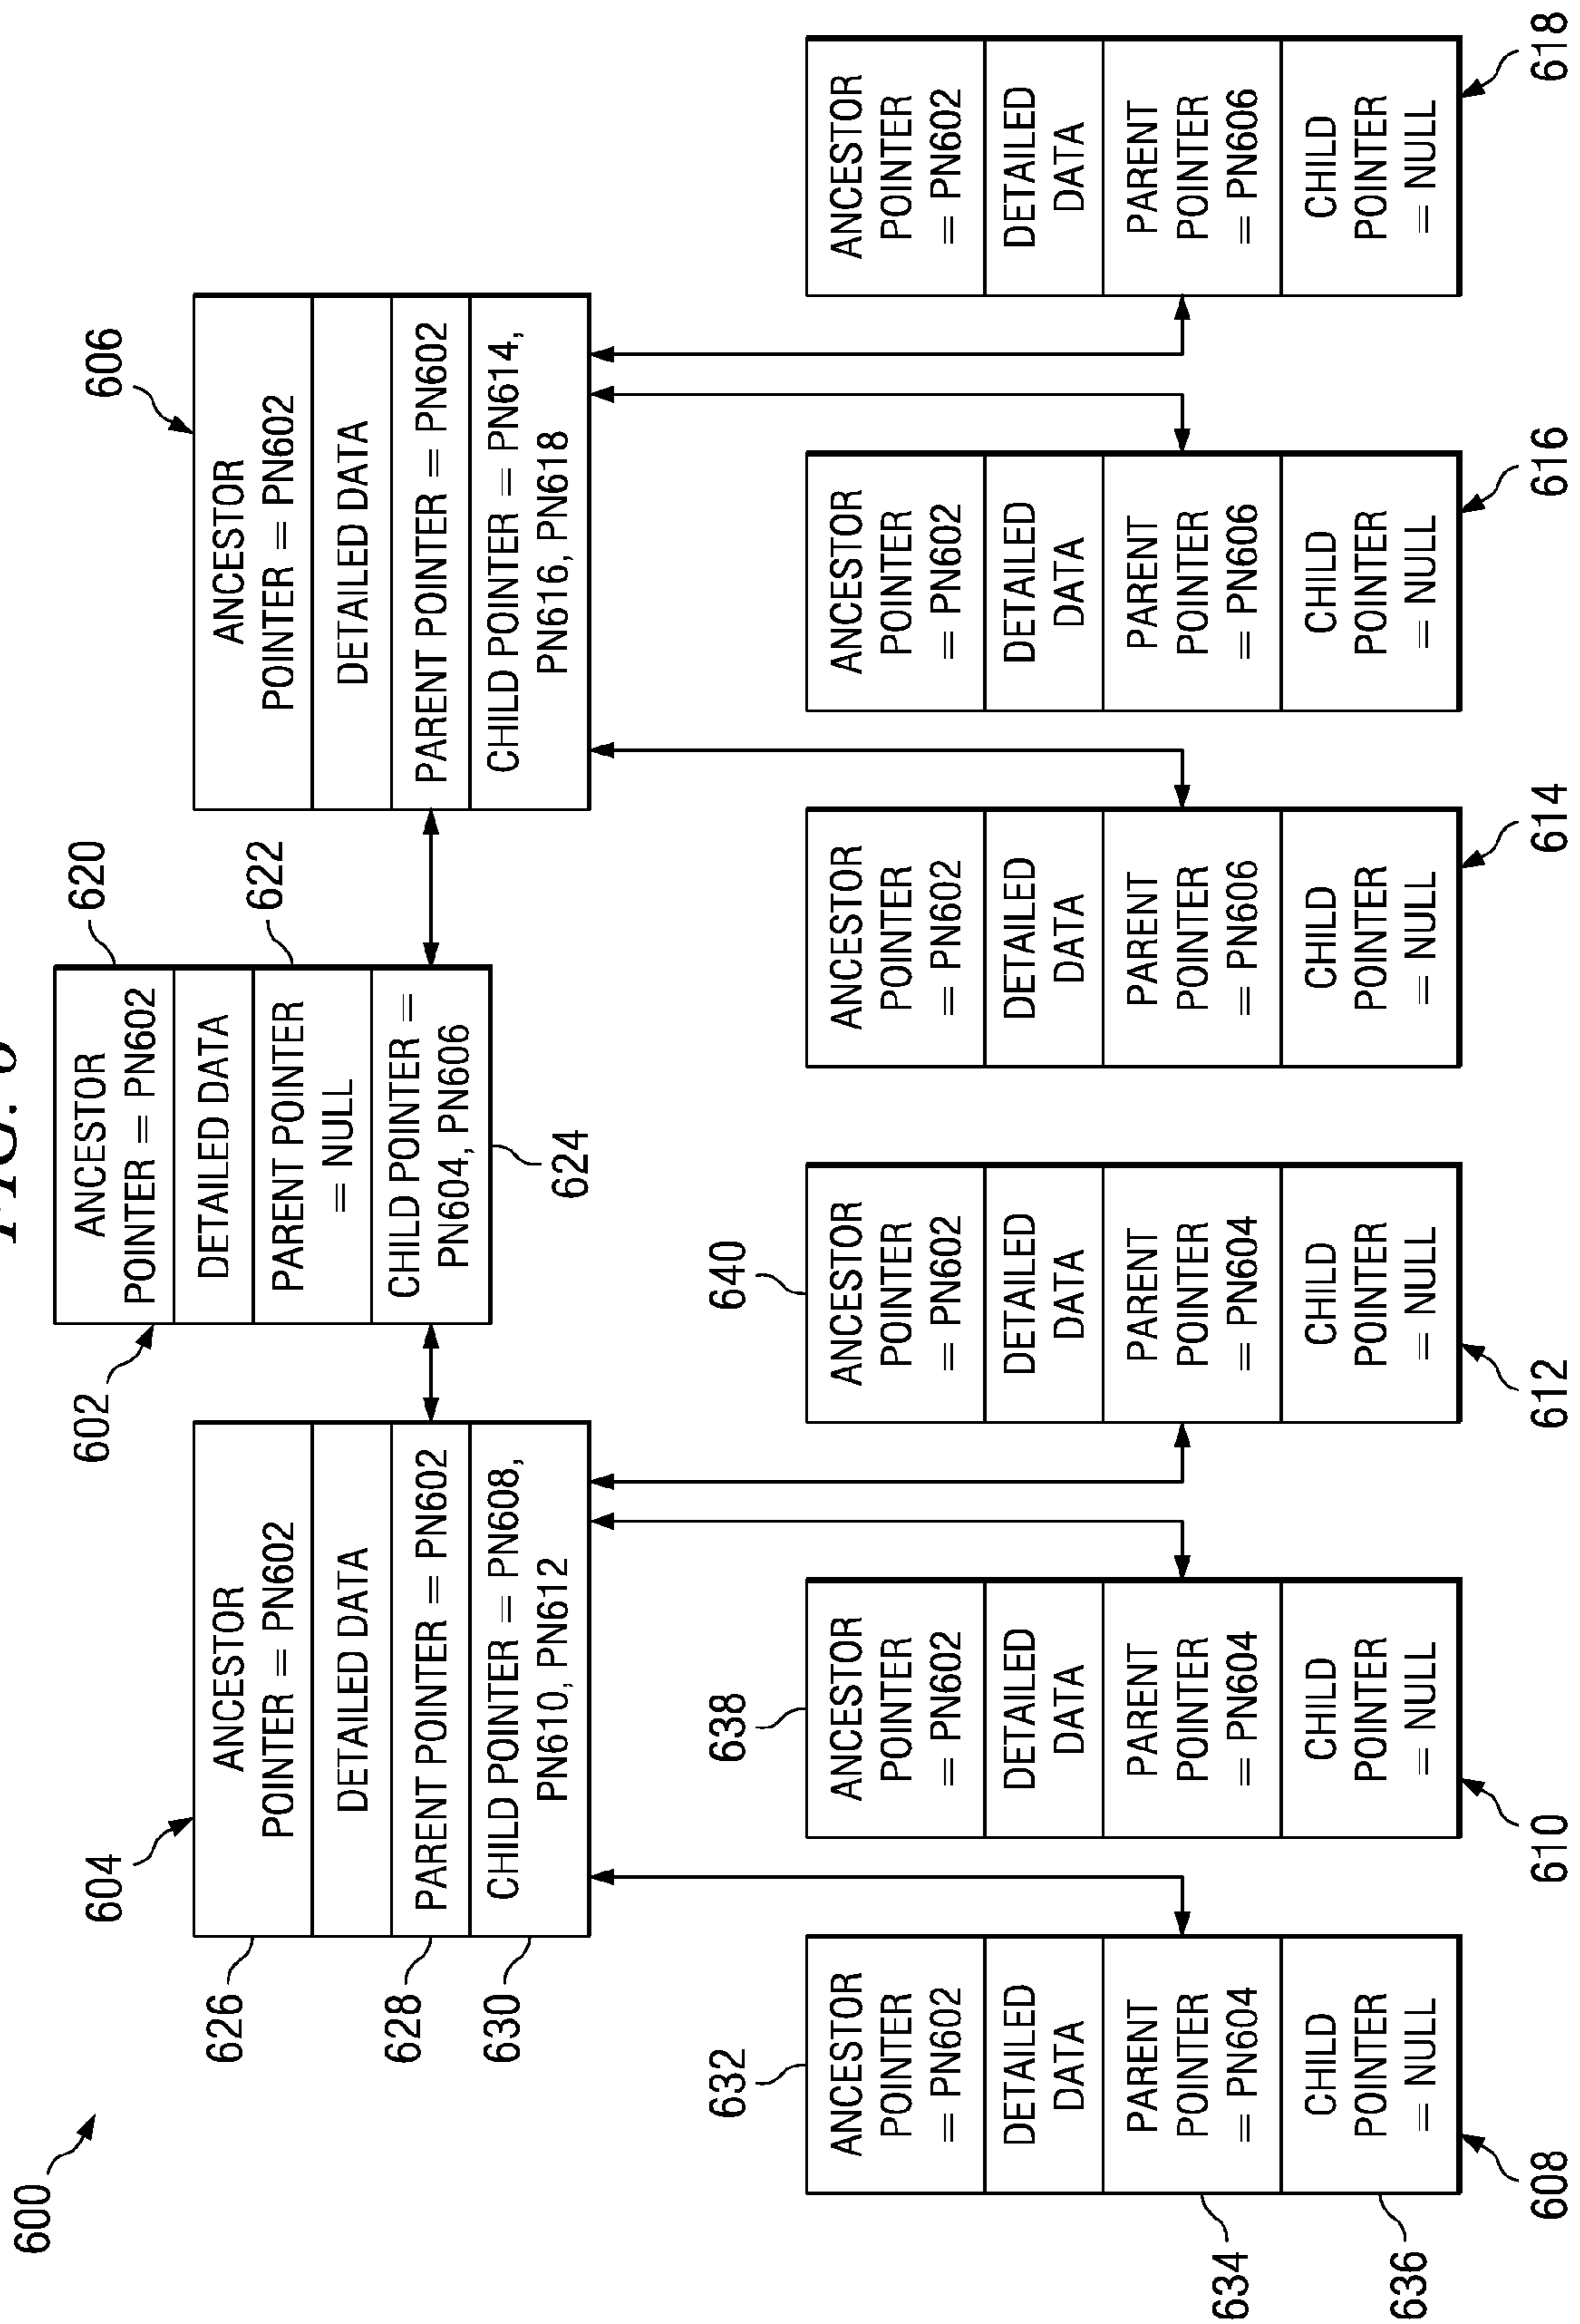 FIG. 6
600
602
ANCESTOR
POINTER = PN602
DETAILED DATA
PARENT POINTER
= NULL
CHILD POINTER =
PN604, PN606
620
622
624
604
ANCESTOR
POINTER = PN602
DETAILED DATA
PARENT POINTER = PN602
CHILD POINTER = PN608,
PN610, PN612
626
628
630
606
ANCESTOR
POINTER = PN602
DETAILED DATA
PARENT POINTER = PN602
CHILD POINTER = PN614,
PN616, PN618
632
ANCESTOR
POINTER
= PN602
DETAILED
DATA
PARENT
POINTER
= PN604
CHILD
POINTER
= NULL
634
636
608
638
ANCESTOR
POINTER
= PN602
DETAILED
DATA
PARENT
POINTER
= PN604
CHILD
POINTER
= NULL
610
640
ANCESTOR
POINTER
= PN602
DETAILED
DATA
PARENT
POINTER
= PN604
CHILD
POINTER
= NULL
612
ANCESTOR
POINTER
= PN602
DETAILED
DATA
PARENT
POINTER
= PN606
CHILD
POINTER
= NULL
614
ANCESTOR
POINTER
= PN602
DETAILED
DATA
PARENT
POINTER
= PN606
CHILD
POINTER
= NULL
616
ANCESTOR
POINTER
= PN602
DETAILED
DATA
PARENT
POINTER
= PN606
CHILD
POINTER
= NULL
618